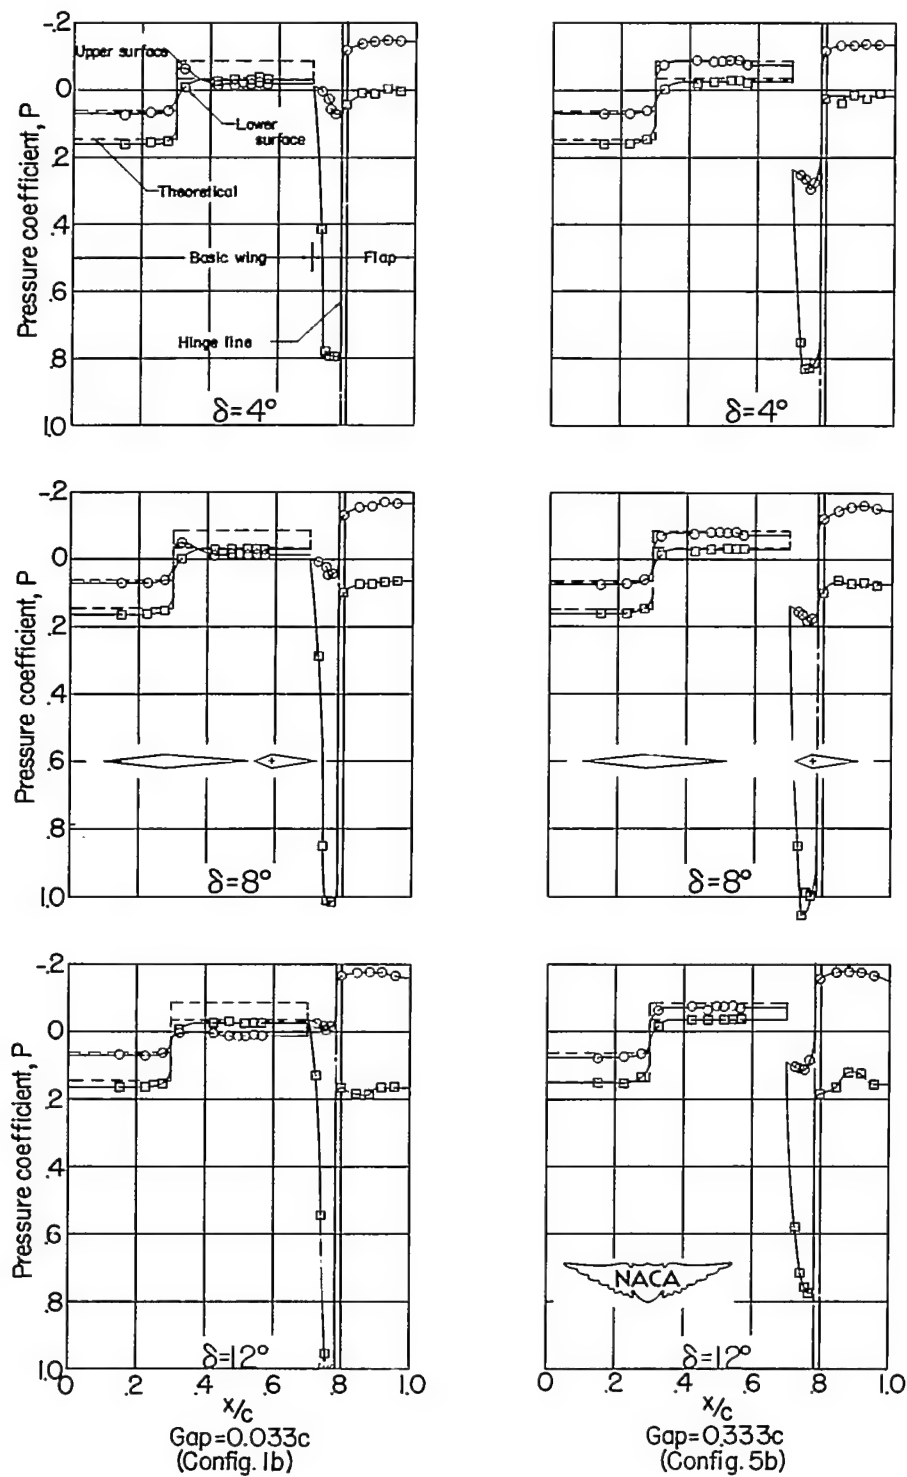 -.2
0
.2
.4
.6
.8
1.0
Pressure coefficient, P
Upper surface
Lower
surface
Theoretical
Basic wing
Flap
Hinge line
δ=4°
δ=4°
-.2
0
.2
.4
.6
.8
1.0
Pressure coefficient, P
δ=8°
δ=8°
-.2
0
.2
.4
.6
.8
1.0
Pressure coefficient, P
δ=12°
NACA
δ=12°
0 .2 .4 .6 .8 1.0
x/c
Gap=0.033c
(Config. 1b)
0 .2 .4 .6 .8 1.0
x/c
Gap=0.333c
(Config. 5b)